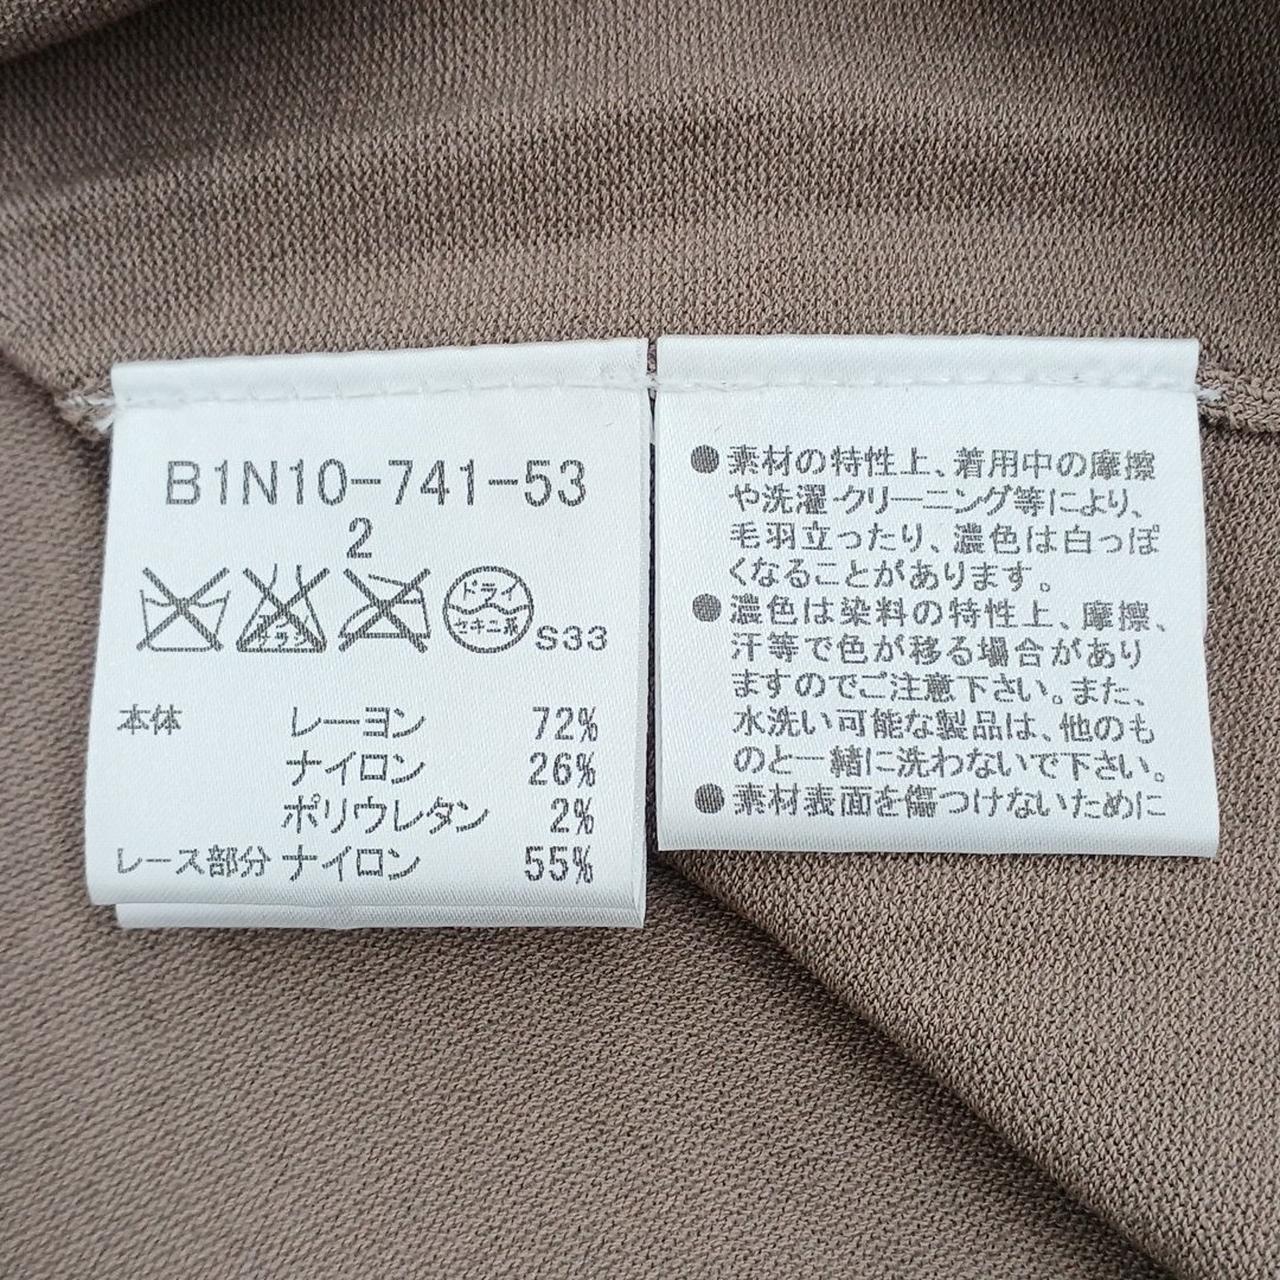 B1N10-741-53
2
ドライ
セキユ系
S33
本体 レーヨン 72%
ナイロン 26%
ポリウレタン 2%
レース部分 ナイロン 55%
●素材の特性上、着用中の摩擦
や洗濯・クリーニング等により、
毛羽立ったり、濃色は白っぽ
くなることがあります。
●濃色は染料の特性上、摩擦、
汗等で色が移る場合があり
ますのでご注意下さい。また、
水洗い可能な製品は、他のも
のと一緒に洗わないで下さい。
●素材表面を傷つけないために